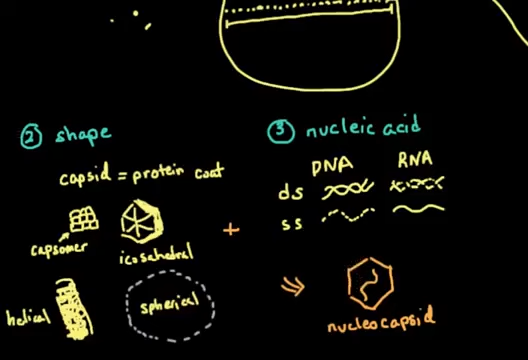 ② shape
capsid = protein coat
capsomer
icosahedral
helical
spherical
+
③ nucleic acid
DNA RNA
ds
ss
nucleocapsid